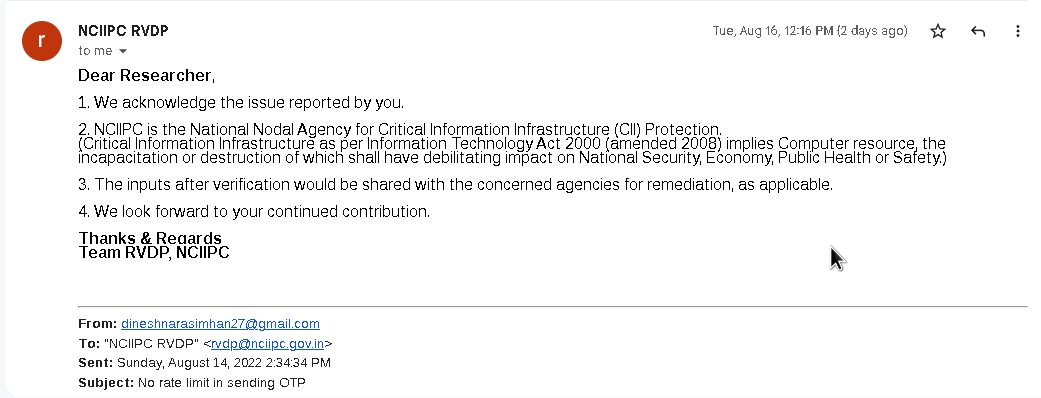 r
NCIIPC RVDP
Tue, Aug 16, 12:16 PM (2 days ago)
to me
Dear Researcher,
1. We acknowledge the issue reported by you.
2. NCIIPC is the National Nodal Agency for Critical Information Infrastructure (CII) Protection.
(Critical Information Infrastructure as per Information Technology Act 2000 (amended 2008) implies Computer resource, the
incapacitation or destruction of which shall have debilitating impact on National Security, Economy, Public Health or Safety.)
3. The inputs after verification would be shared with the concerned agencies for remediation, as applicable.
4. We look forward to your continued contribution.
Thanks & Regards
Team RVDP, NCIIPC
From: dineshnarasimhan27@gmail.com
To: "NCIIPC RVDP" <rvdp@nciipc.gov.in>
Sent: Sunday, August 14, 2022 2:34:34 PM
Subject: No rate limit in sending OTP